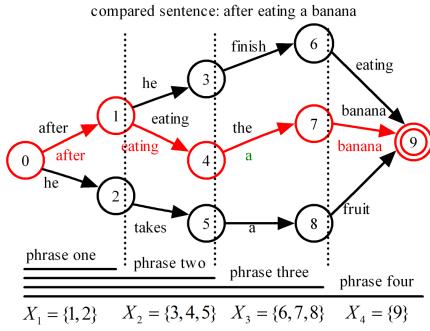 compared sentence: after eating a banana
finish
6
he
3
eating
after
1
eating
the
7
banana
0
after
eating
4
a
banana
9
he
2
takes
5
a
8
fruit
phrase one
phrase two
phrase three
phrase four
X₁ = {1,2} X₂ = {3,4,5} X₃ = {6,7,8} X₄ = {9}